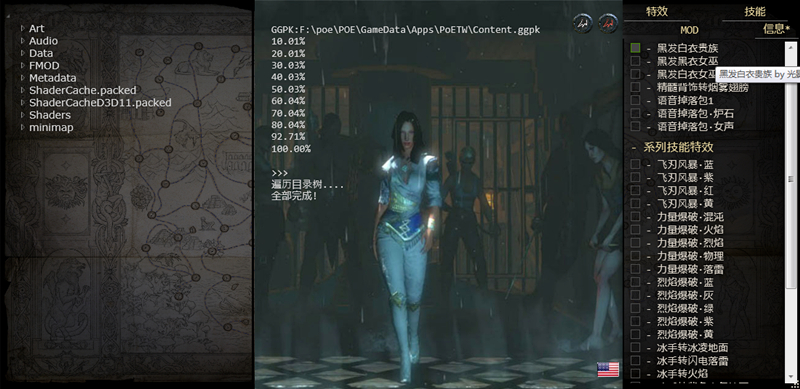 Art
Audio
Data
FMOD
Metadata
ShaderCache.packed
ShaderCacheD3D11.packed
Shaders
minimap
GGPK:F:\poe\POE\GameData\Apps\PoETW\Content.ggpk
10.01%
20.01%
30.03%
40.03%
50.03%
60.04%
70.04%
80.04%
92.71%
100.00%
>>>
遍历目录树....
全部完成!
特效
技能
MOD
信息*
黑发白衣贵族
黑发黑衣女巫
黑发白衣女巫
黑发白衣贵族 by 光
精髓背饰转烟雾翅膀
语音掉落包1
语音掉落包·炉石
语音掉落包·女声
- 系列技能特效
- 飞刃风暴·蓝
- 飞刃风暴·紫
- 飞刃风暴·红
- 飞刃风暴·黄
- 力量爆破·混沌
- 力量爆破·火焰
- 力量爆破·烈焰
- 力量爆破·物理
- 力量爆破·落雷
- 烈焰爆破·蓝
- 烈焰爆破·灰
- 烈焰爆破·绿
- 烈焰爆破·紫
- 烈焰爆破·黄
- 冰手转冰凌地面
- 冰手转闪电落雷
- 冰手转火焰